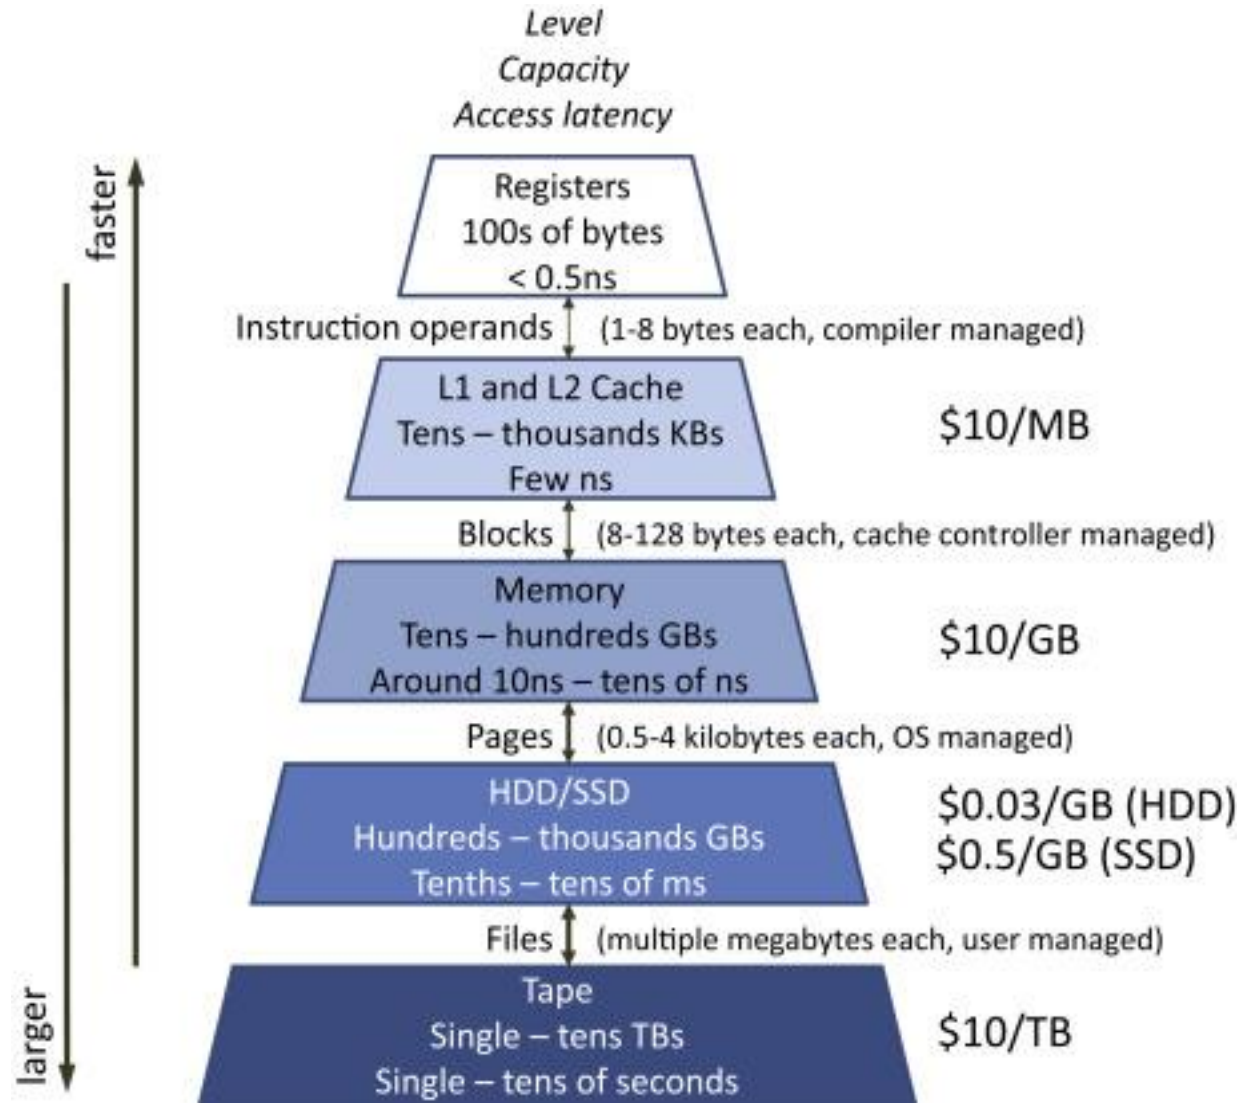 Level
Capacity
Access latency
faster
Registers
100s of bytes
< 0.5ns
Instruction operands (1-8 bytes each, compiler managed)
L1 and L2 Cache
Tens – thousands KBs
Few ns
$10/MB
Blocks (8-128 bytes each, cache controller managed)
Memory
Tens – hundreds GBs
Around 10ns – tens of ns
$10/GB
Pages (0.5-4 kilobytes each, OS managed)
HDD/SSD
Hundreds – thousands GBs
Tenths – tens of ms
$0.03/GB (HDD)
$0.5/GB (SSD)
Files (multiple megabytes each, user managed)
larger
Tape
Single – tens TBs
Single – tens of seconds
$10/TB